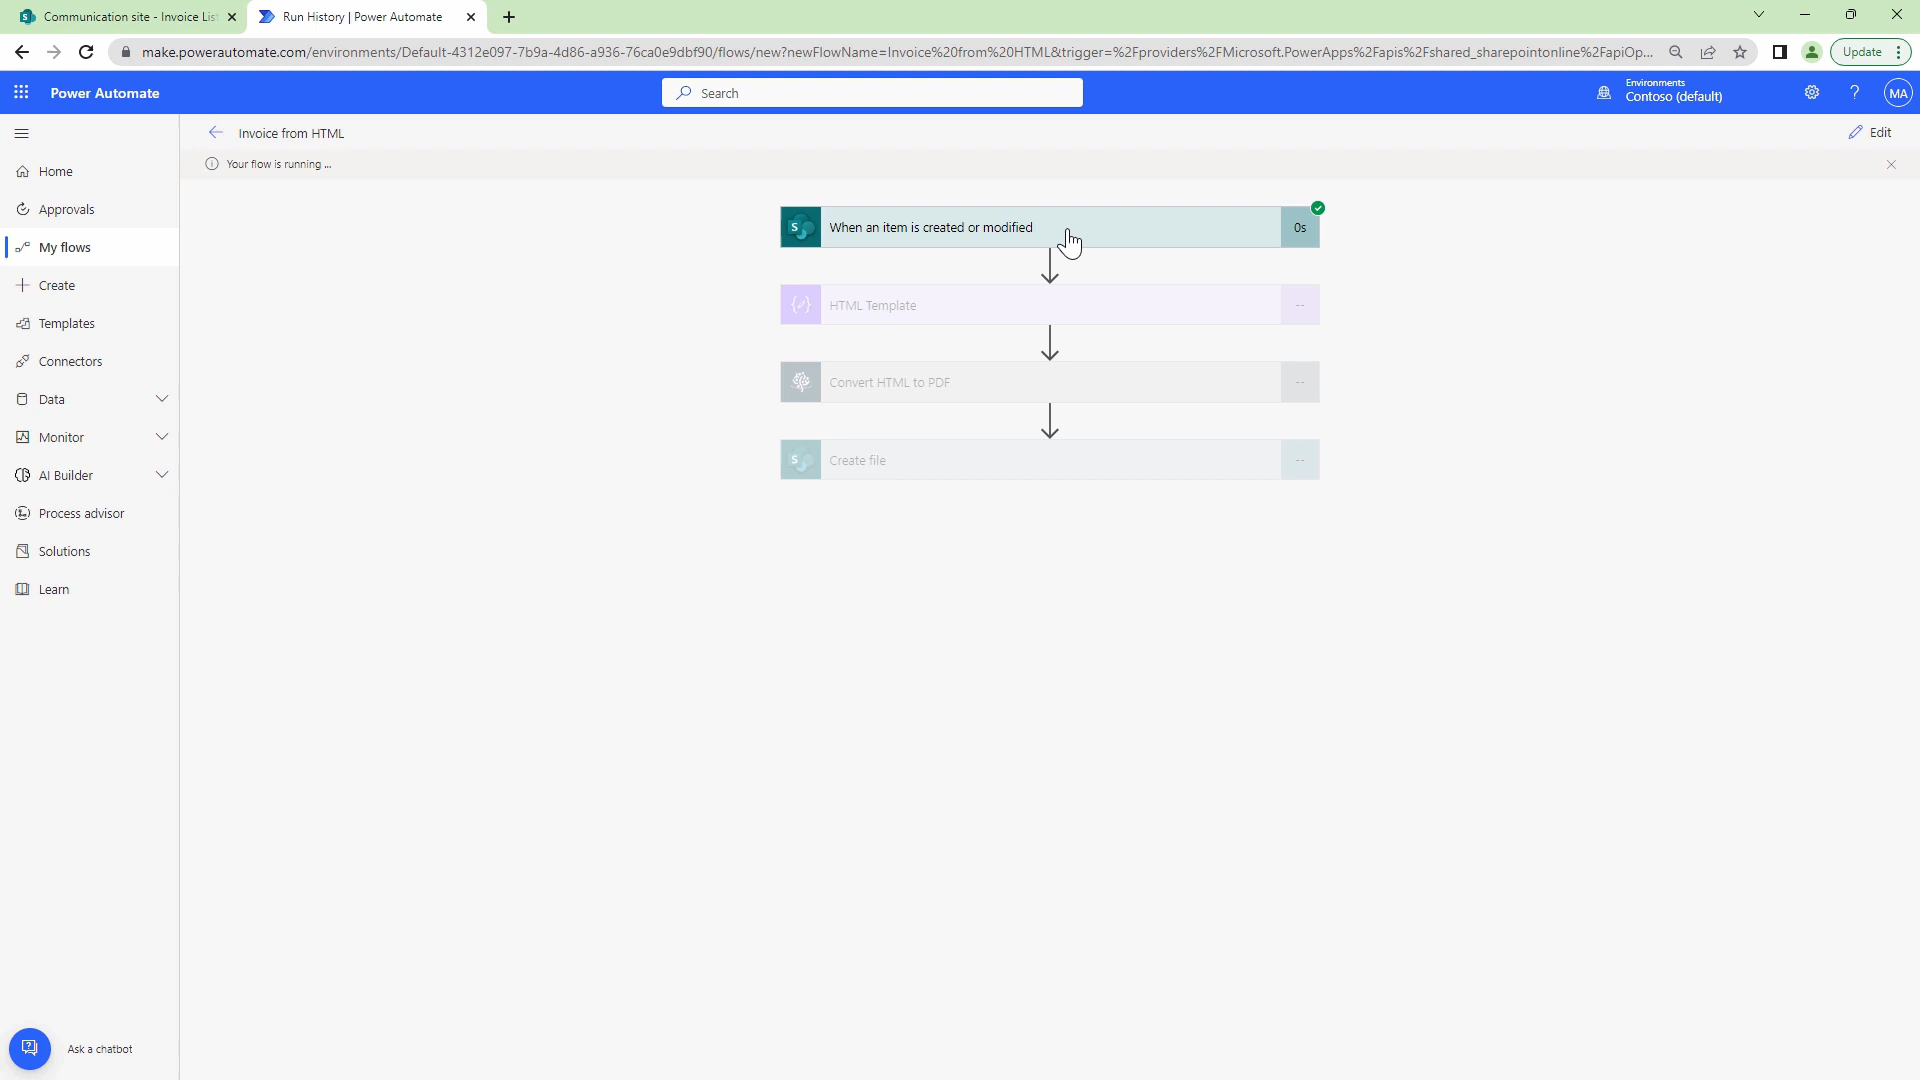 Communication site - Invoice List
Run History | Power Automate
make.powerautomate.com/environments/Default-4312e097-7b9a-4d86-a936-76ca0e9dbf90/flows/new?newFlowName=Invoice%20from%20HTML&trigger=%2Fproviders%2FMicrosoft.PowerApps%2Fapis%2Fshared_sharepointonline%2FapiOp...
Update
Power Automate
Search
Environments
Contoso (default)
?
MA
Invoice from HTML
Edit
Your flow is running ...
Home
Approvals
My flows
Create
Templates
Connectors
Data
Monitor
AI Builder
Process advisor
Solutions
Learn
S
When an item is created or modified
0s
HTML Template
--
Convert HTML to PDF
--
S
Create file
--
Ask a chatbot